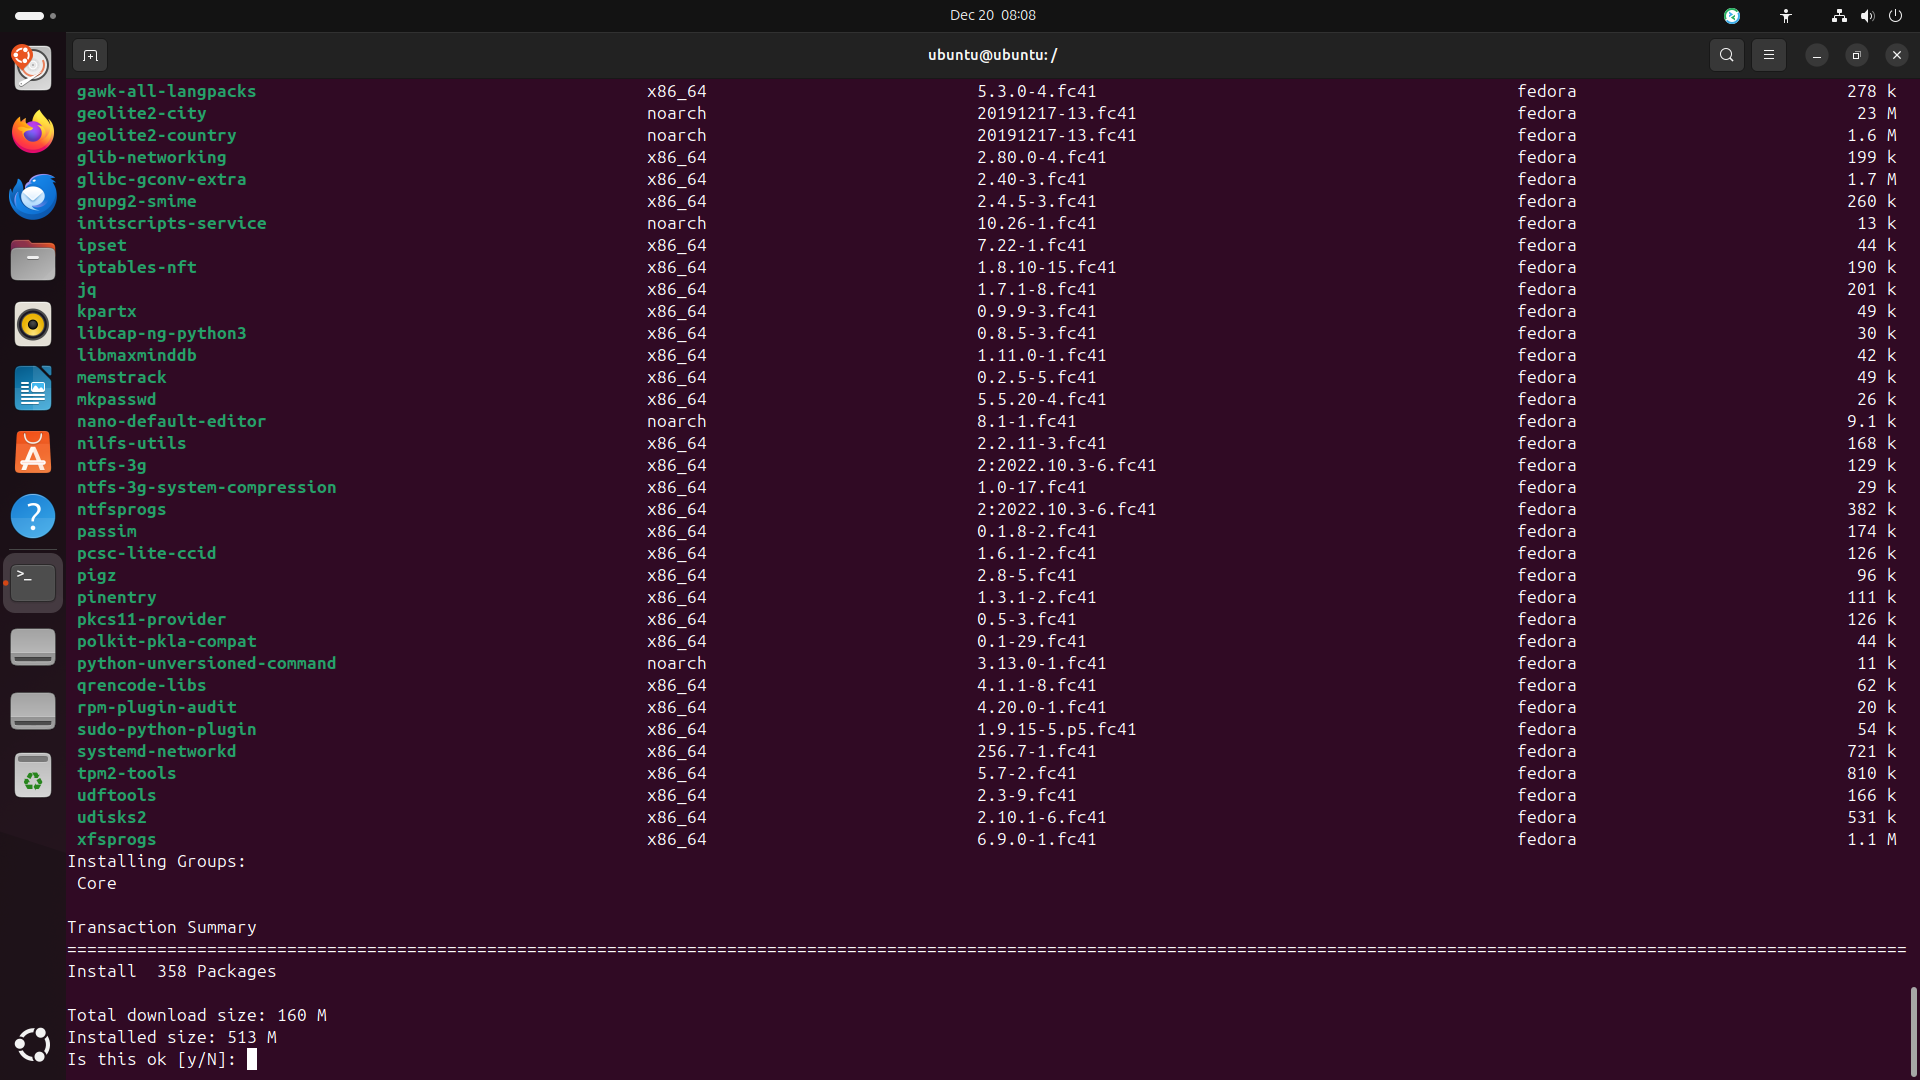 Dec 20 08:08
ubuntu@ubuntu: /
gawk-all-langpacks x86_64 5.3.0-4.fc41 fedora 278 k
geolite2-city noarch 20191217-13.fc41 fedora 23 M
geolite2-country noarch 20191217-13.fc41 fedora 1.6 M
glib-networking x86_64 2.80.0-4.fc41 fedora 199 k
glibc-gconv-extra x86_64 2.40-3.fc41 fedora 1.7 M
gnupg2-smime x86_64 2.4.5-3.fc41 fedora 260 k
initscripts-service noarch 10.26-1.fc41 fedora 13 k
ipset x86_64 7.22-1.fc41 fedora 44 k
iptables-nft x86_64 1.8.10-15.fc41 fedora 190 k
jq x86_64 1.7.1-8.fc41 fedora 201 k
kpartx x86_64 0.9.9-3.fc41 fedora 49 k
libcap-ng-python3 x86_64 0.8.5-3.fc41 fedora 30 k
libmaxminddb x86_64 1.11.0-1.fc41 fedora 42 k
memstrack x86_64 0.2.5-5.fc41 fedora 49 k
mkpasswd x86_64 5.5.20-4.fc41 fedora 26 k
nano-default-editor noarch 8.1-1.fc41 fedora 9.1 k
nilfs-utils x86_64 2.2.11-3.fc41 fedora 168 k
ntfs-3g x86_64 2:2022.10.3-6.fc41 fedora 129 k
ntfs-3g-system-compression x86_64 1.0-17.fc41 fedora 29 k
ntfsprogs x86_64 2:2022.10.3-6.fc41 fedora 382 k
passim x86_64 0.1.8-2.fc41 fedora 174 k
pcsc-lite-ccid x86_64 1.6.1-2.fc41 fedora 126 k
pigz x86_64 2.8-5.fc41 fedora 96 k
pinentry x86_64 1.3.1-2.fc41 fedora 111 k
pkcs11-provider x86_64 0.5-3.fc41 fedora 126 k
polkit-pkla-compat x86_64 0.1-29.fc41 fedora 44 k
python-unversioned-command noarch 3.13.0-1.fc41 fedora 11 k
qrencode-libs x86_64 4.1.1-8.fc41 fedora 62 k
rpm-plugin-audit x86_64 4.20.0-1.fc41 fedora 20 k
sudo-python-plugin x86_64 1.9.15-5.p5.fc41 fedora 54 k
systemd-networkd x86_64 256.7-1.fc41 fedora 721 k
tpm2-tools x86_64 5.7-2.fc41 fedora 810 k
udftools x86_64 2.3-9.fc41 fedora 166 k
udisks2 x86_64 2.10.1-6.fc41 fedora 531 k
xfsprogs x86_64 6.9.0-1.fc41 fedora 1.1 M
Installing Groups:
Core
Transaction Summary
========================================================================================================================================================================================
Install 358 Packages
Total download size: 160 M
Installed size: 513 M
Is this ok [y/N]: